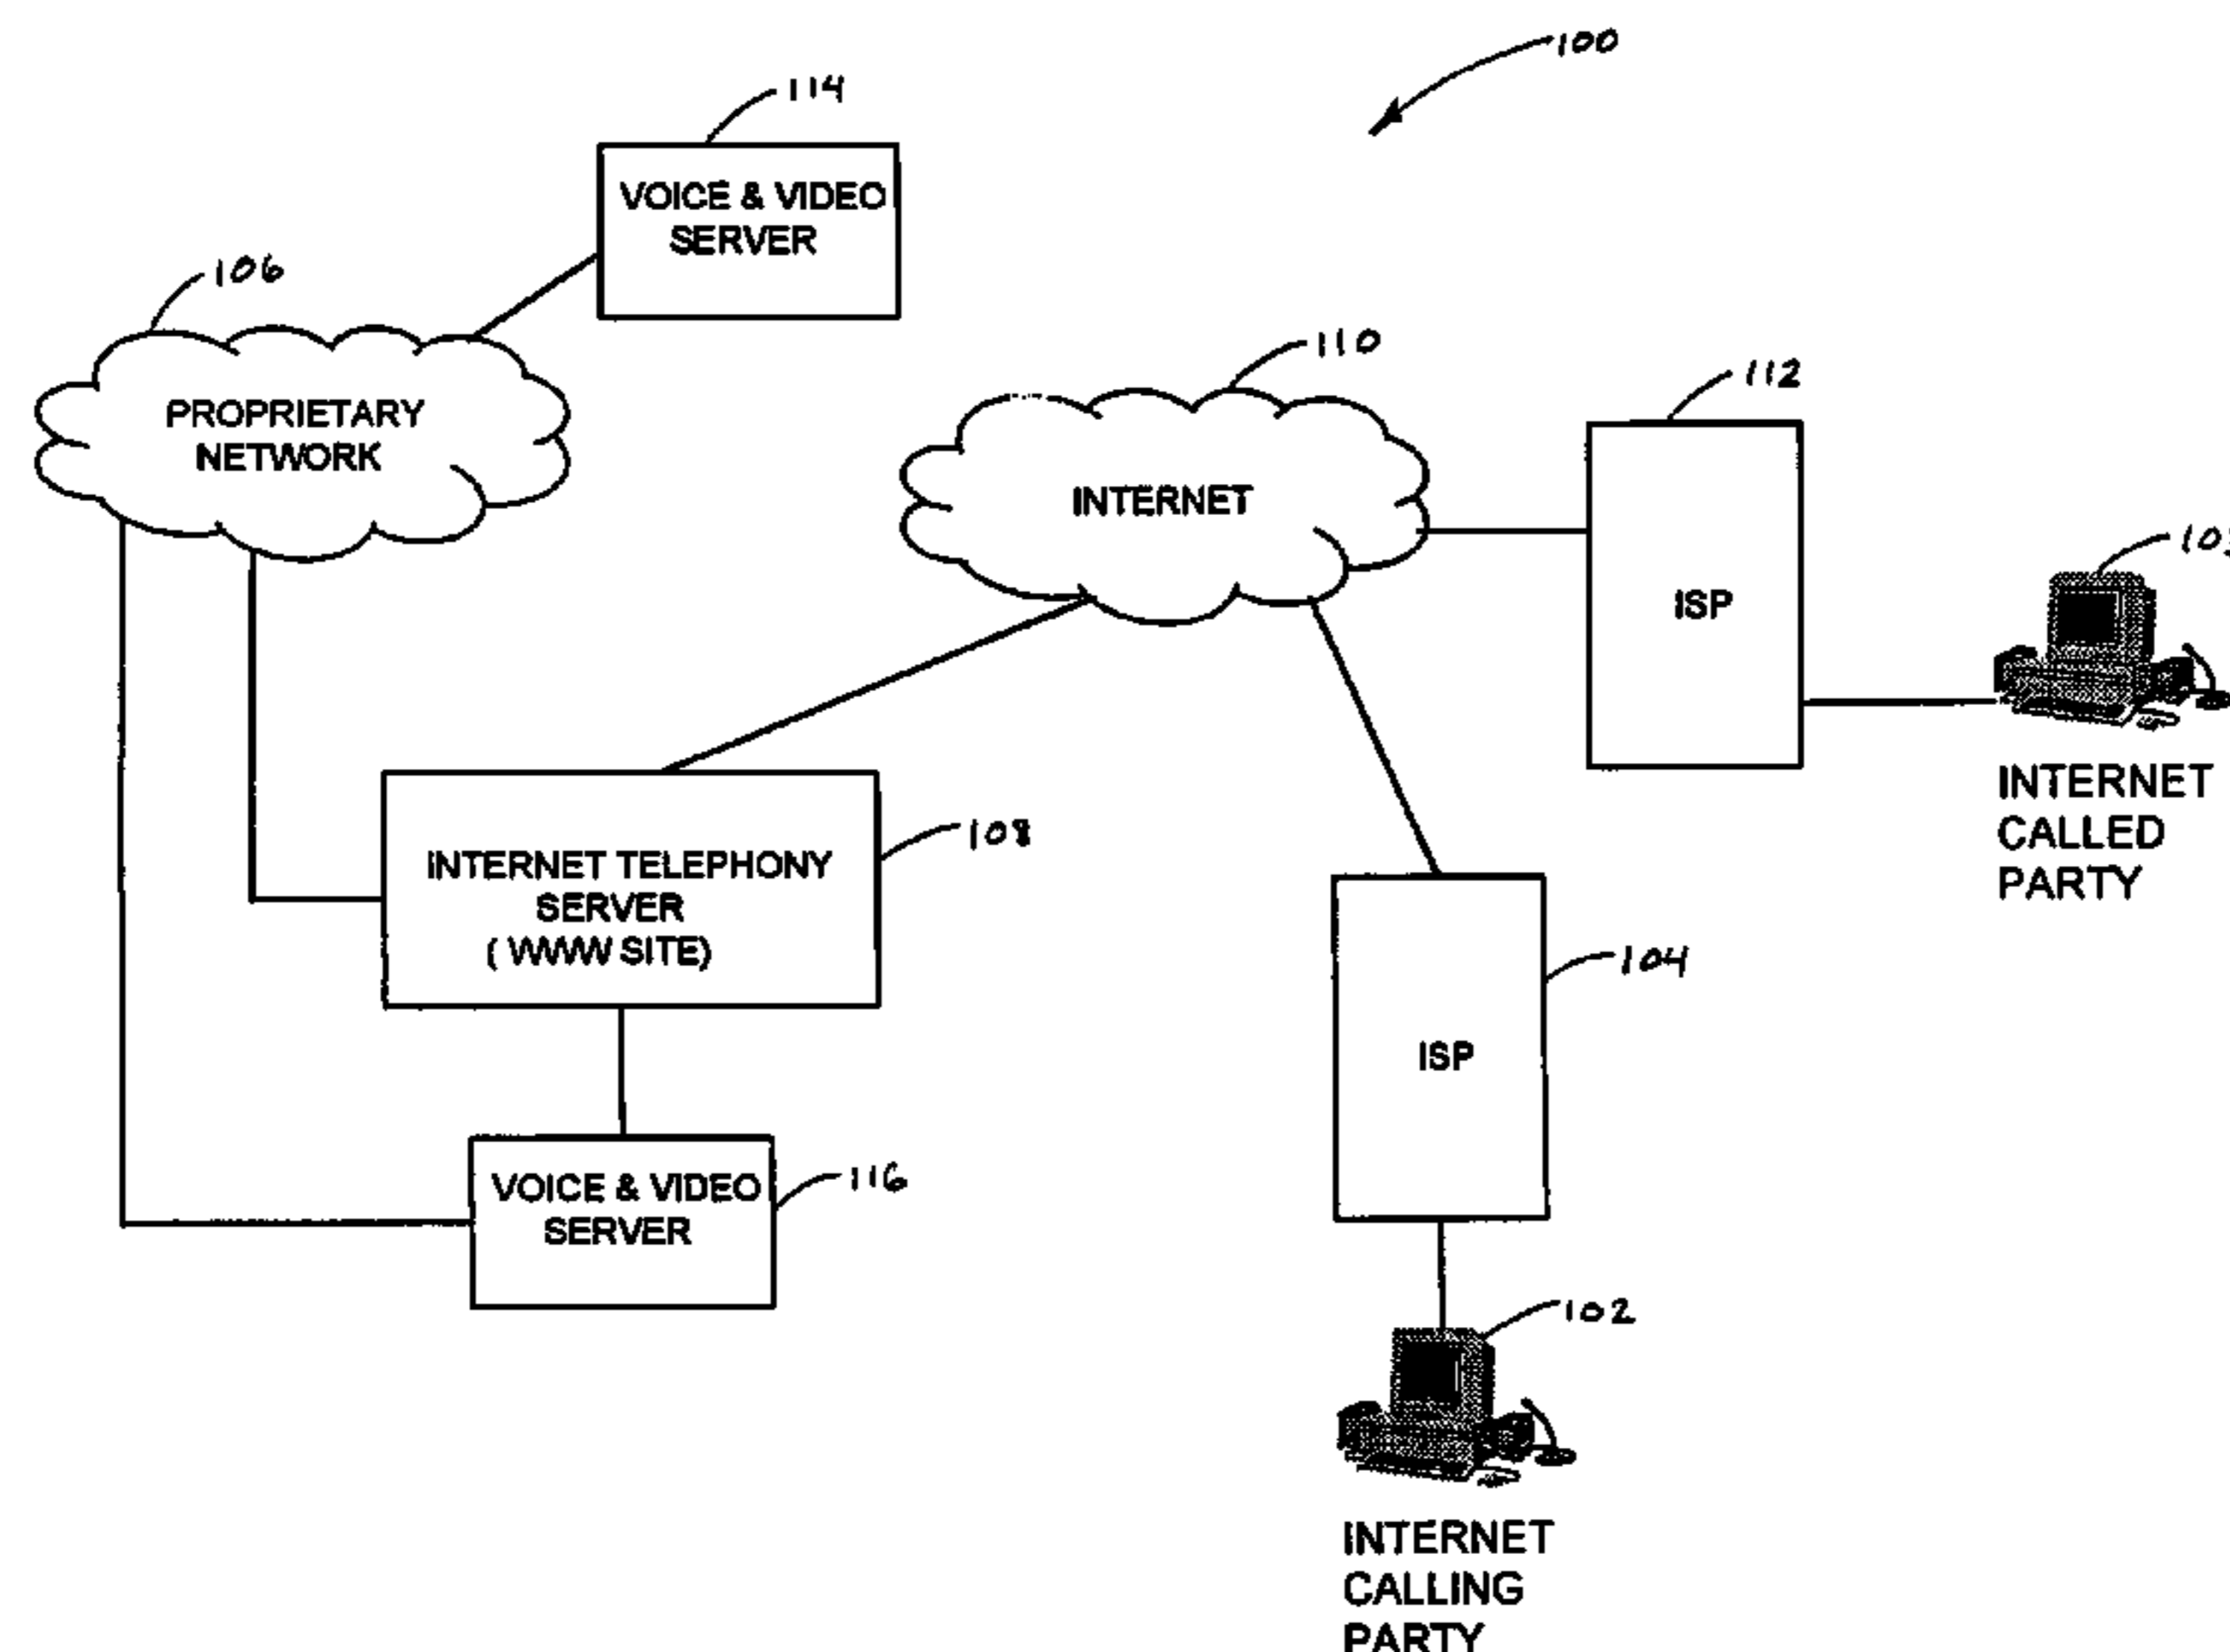 100
114
VOICE & VIDEO
SERVER
106
PROPRIETARY
NETWORK
110
INTERNET
112
ISP
INTERNET
CALLED
PARTY
108
INTERNET TELEPHONY
SERVER
( WWW SITE)
104
ISP
116
VOICE & VIDEO
SERVER
102
INTERNET
CALLING
PARTY